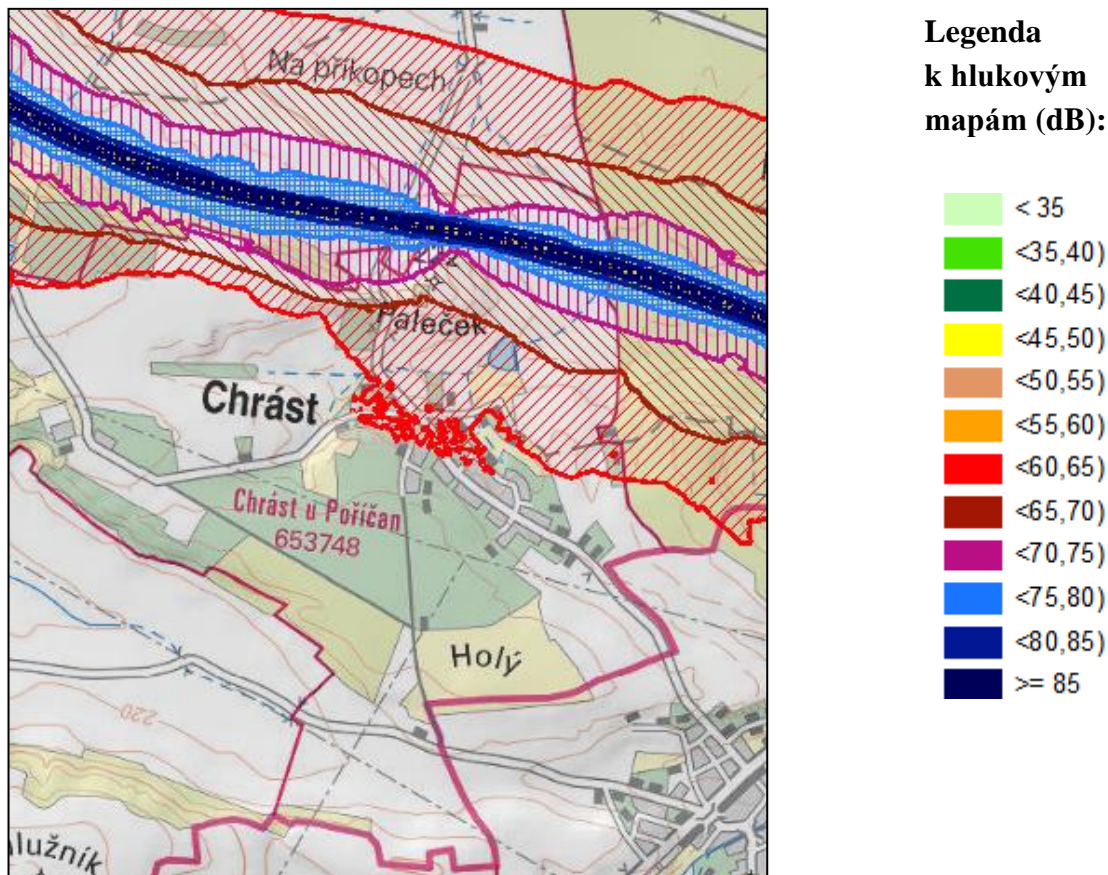 Na příkopech
Paleček
Chrást
Chrást u Poříčan
653748
Holý
220
lužník
Legenda
k hlukovým
mapám (dB):
< 35
<35,40)
<40,45)
<45,50)
<50,55)
<55,60)
<60,65)
<65,70)
<70,75)
<75,80)
<80,85)
>= 85